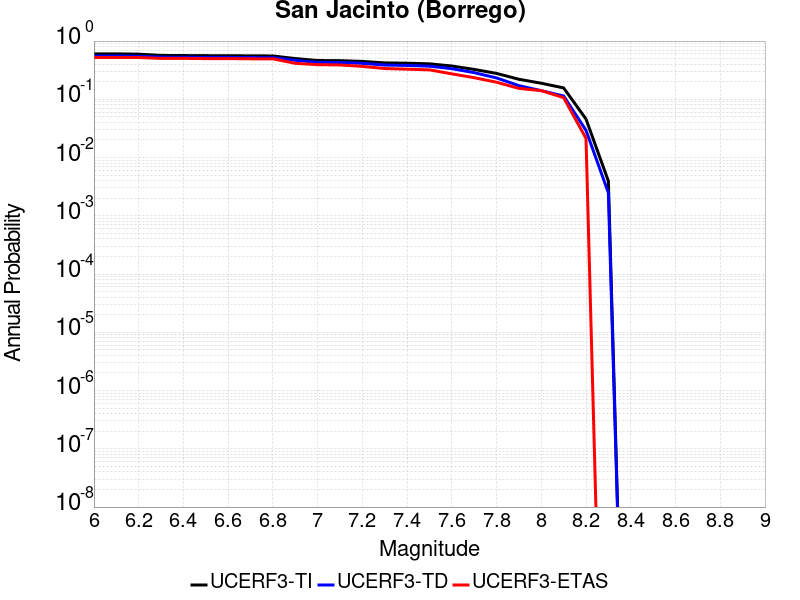 San Jacinto (Borrego)
10^0
10^-1
10^-2
10^-3
10^-4
10^-5
10^-6
10^-7
10^-8
Annual Probability
6 6.2 6.4 6.6 6.8 7 7.2 7.4 7.6 7.8 8 8.2 8.4 8.6 8.8 9
Magnitude
UCERF3-TI UCERF3-TD UCERF3-ETAS